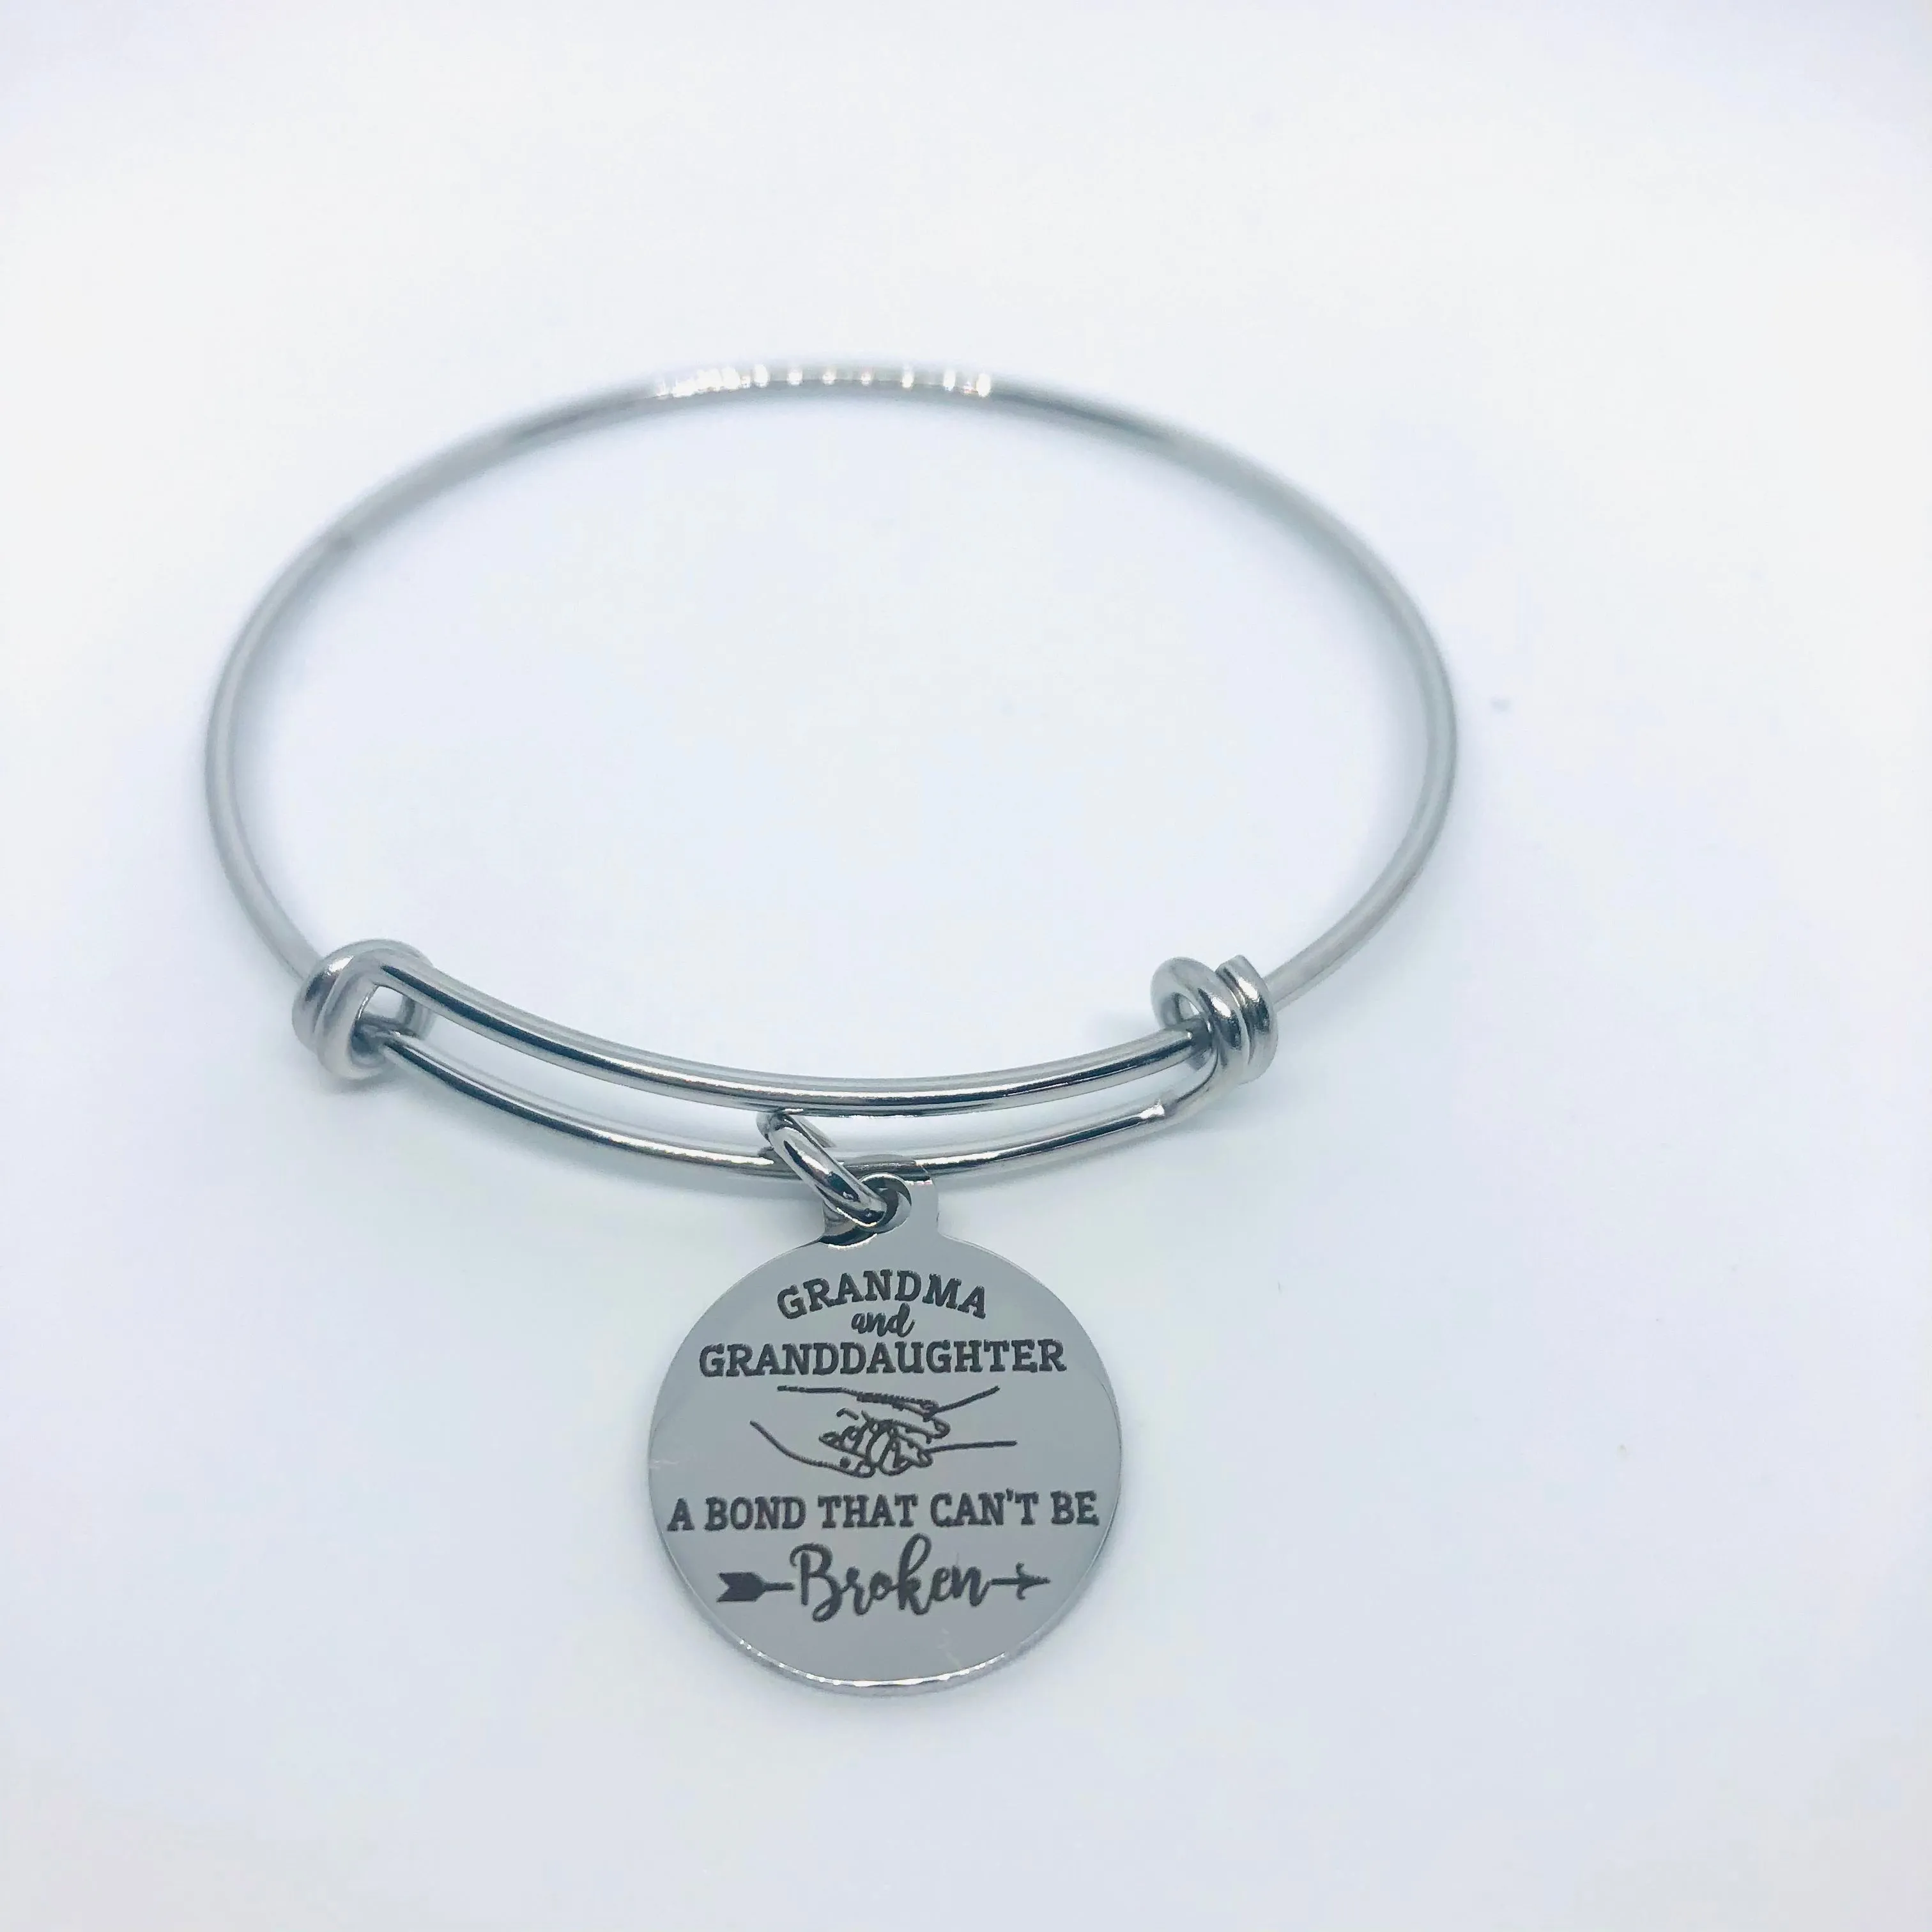 GRANDMA
and
GRANDDAUGHTER
A BOND THAT CAN'T BE
Broken